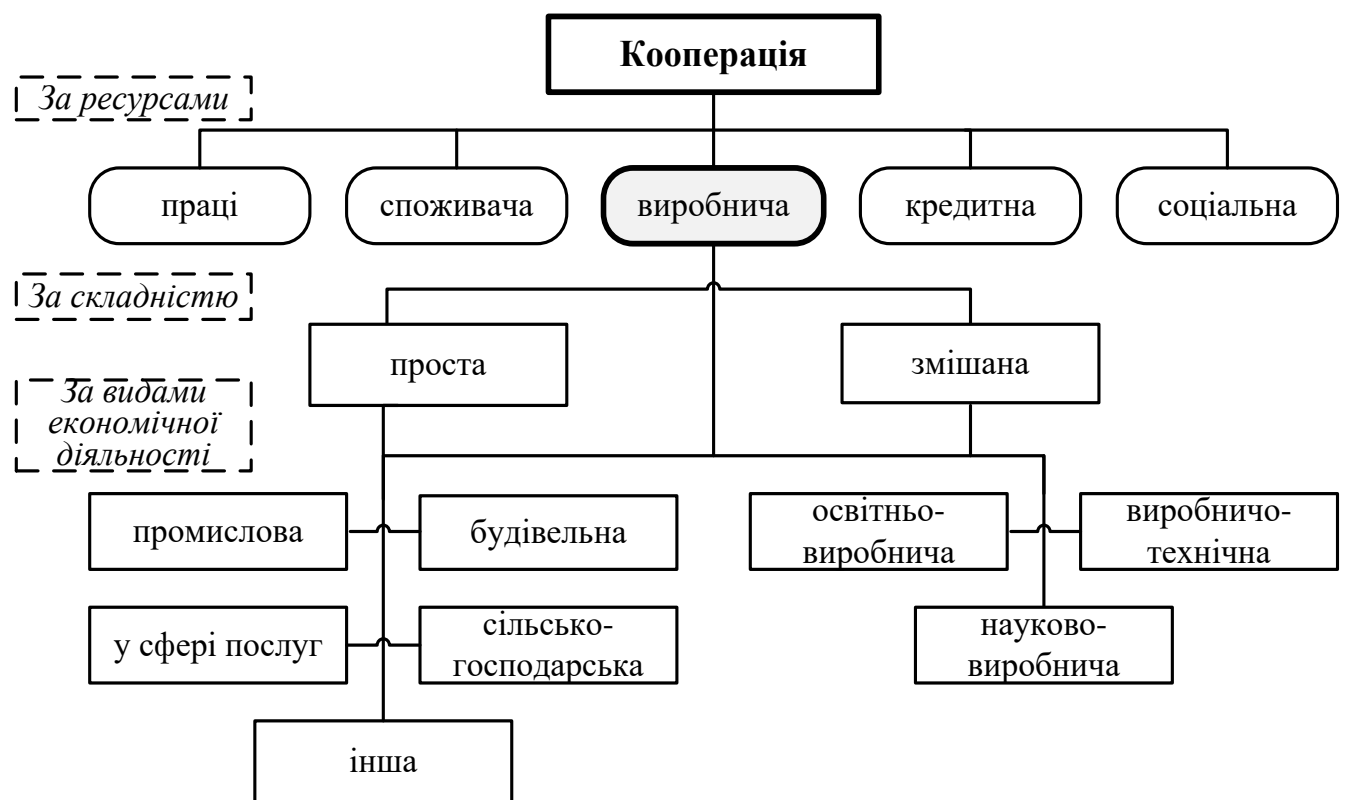 Кооперація
За ресурсами
праці
споживача
виробнича
кредитна
соціальна
За складністю
проста
змішана
За видами
економічної
діяльності
промислова
будівельна
освітньо-
виробнича
виробничо-
технічна
у сфері послуг
сільсько-
господарська
науково-
виробнича
інша